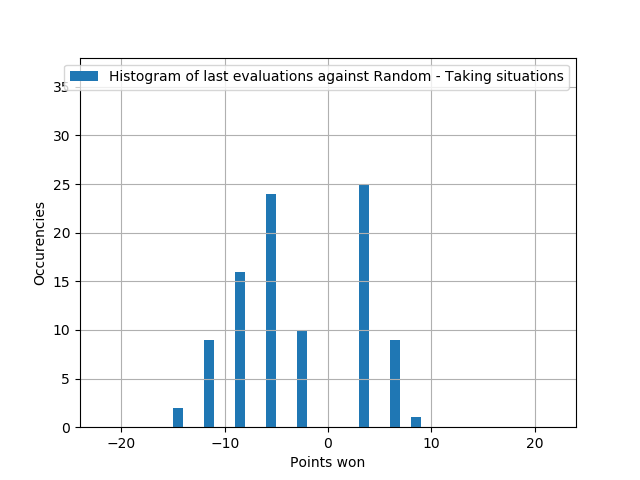 Histogram of last evaluations against Random - Taking situations
35
30
25
20
15
10
5
0
Occurencies
−20 −10 0 10 20
Points won